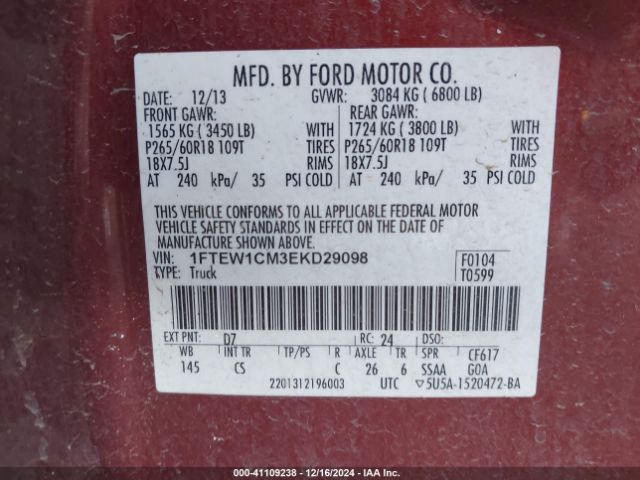 MFD. BY FORD MOTOR CO.
DATE: 12/13 GVWR: 3084 KG ( 6800 LB)
FRONT GAWR: REAR GAWR:
1565 KG ( 3450 LB) WITH 1724 KG ( 3800 LB) WITH
P265/60R18 109T TIRES P265/60R18 109T TIRES
18X7.5J RIMS 18X7.5J RIMS
AT 240 kPa/ 35 PSI COLD AT 240 kPa/ 35 PSI COLD
THIS VEHICLE CONFORMS TO ALL APPLICABLE FEDERAL MOTOR
VEHICLE SAFETY STANDARDS IN EFFECT ON THE DATE OF
MANUFACTURE SHOWN ABOVE.
VIN: 1FTEW1CM3EKD29098 F0104
TYPE: Truck T0599
EXT PNT: D7 RC: 24 DSO:
WB INT TR TP/PS R AXLE TR SPR CF617
145 CS C 26 6 SSAA GOA
2201312196003 UTC ▽5U5A-1520472-BA
000-41109238 - 12/16/2024 - IAA Inc.